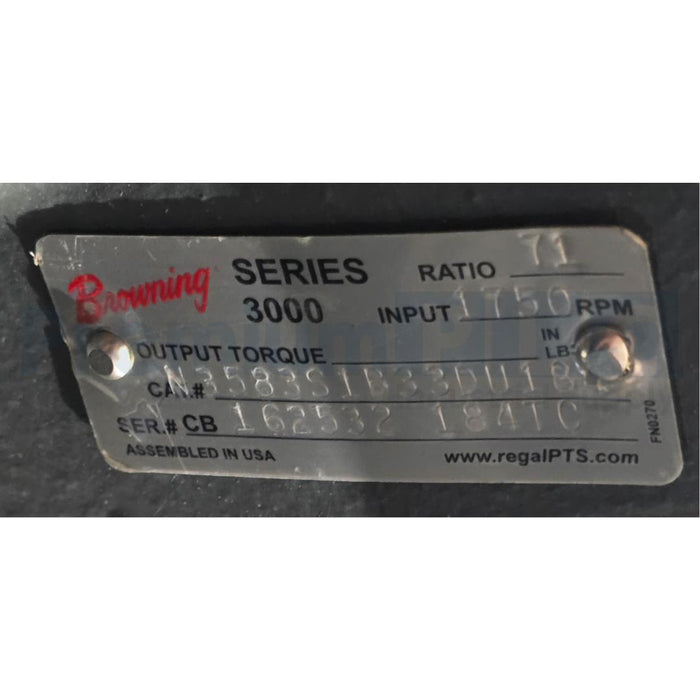 Browning SERIES 3000
RATIO 71
INPUT 1750 RPM
OUTPUT TORQUE IN LB
CAT.# N3583S1B33DU18
SER.# CB 162532 184TC
ASSEMBLED IN USA
www.regalPTS.com
FN0270